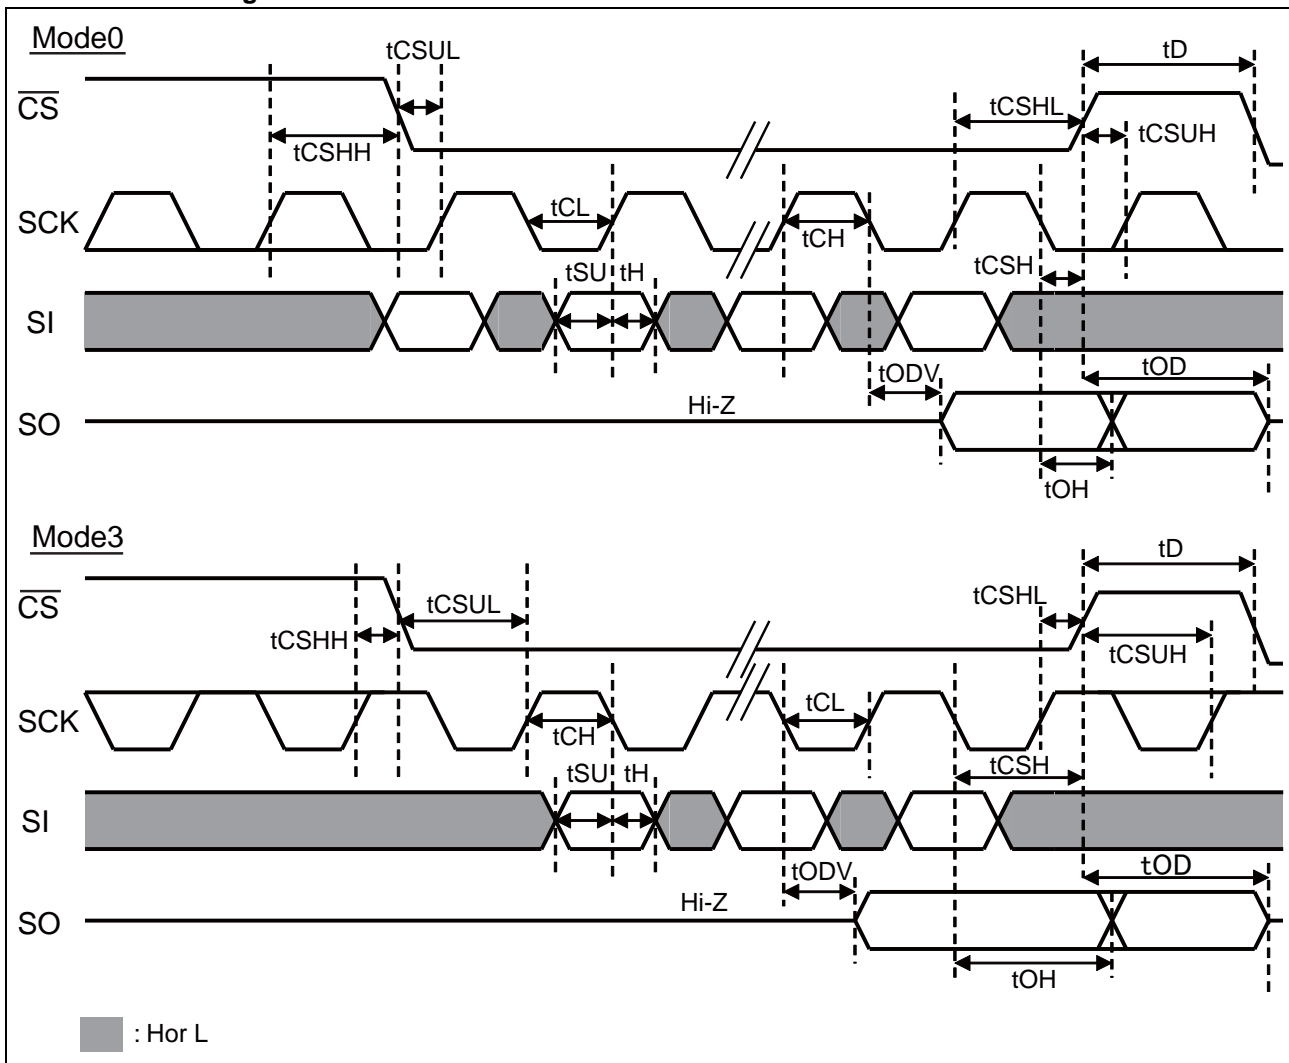 Mode0
tCSUL
tD
CS
tCSHL
tCSUH
tCSHH
SCK
tCL
tCH
tCSH
tSU tH
SI
tODV
tOD
Hi-Z
SO
tOH
Mode3
tD
CS
tCSUL
tCSHL
tCSHH
tCSUH
SCK
tCL
tCH
tCSH
tSU tH
SI
tODV
tOD
Hi-Z
SO
tOH
: Hor L